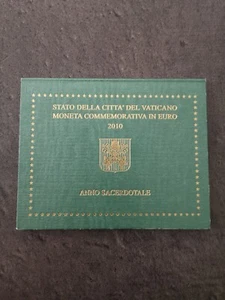 STATO DELLA CITTA' DEL VATICANO
MONETA COMMEMORATIVA IN EURO
2010
ANNO SACERDOTALE